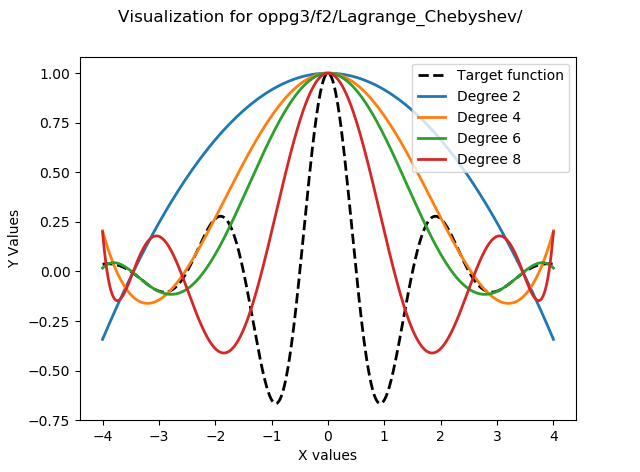 Visualization for oppg3/f2/Lagrange_Chebyshev/
Target function
Degree 2
Degree 4
Degree 6
Degree 8
Y Values
1.00
0.75
0.50
0.25
0.00
−0.25
−0.50
−0.75
−4 −3 −2 −1 0 1 2 3 4
X values